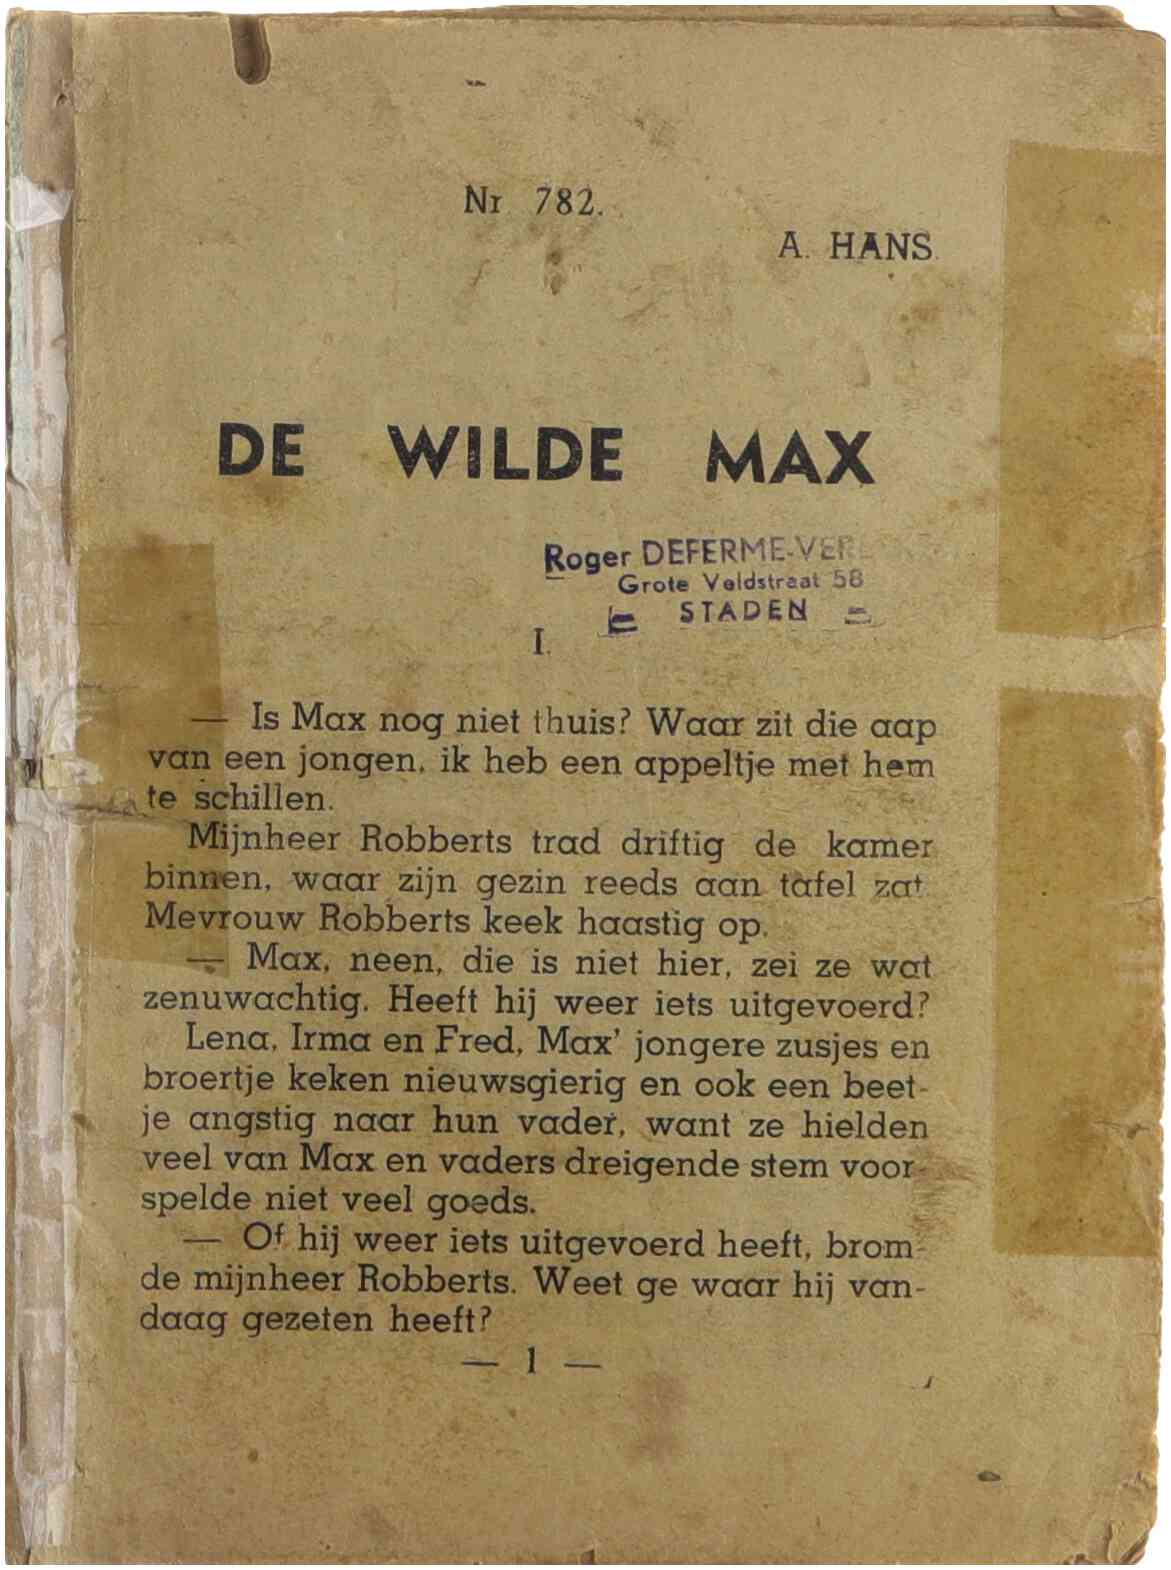 Nr 782.
A. HANS.
DE WILDE MAX
Roger DEFERME-
Grote Veldstraat 58
STADEN
I.
— Is Max nog niet thuis? Waar zit die aap
van een jongen, ik heb een appeltje met hem
te schillen.
Mijnheer Robberts trad driftig de kamer
binnen, waar zijn gezin reeds aan tafel zat.
Mevrouw Robberts keek haastig op.
— Max, neen, die is niet hier, zei ze wat
zenuwachtig. Heeft hij weer iets uitgevoerd?
Lena, Irma en Fred, Max' jongere zusjes en
broertje keken nieuwsgierig en ook een beet-
je angstig naar hun vader, want ze hielden
veel van Max en vaders dreigende stem voor-
spelde niet veel goeds.
— Of hij weer iets uitgevoerd heeft, brom-
de mijnheer Robberts. Weet ge waar hij van-
daag gezeten heeft?
— 1 —